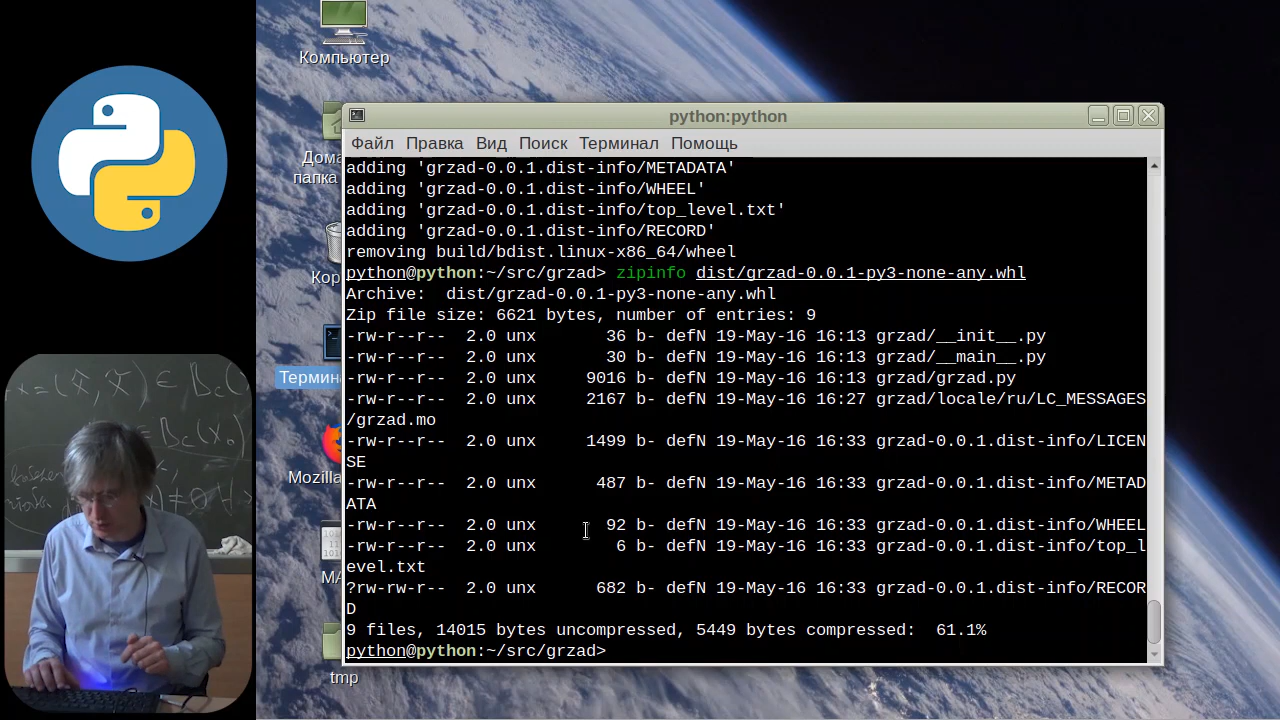 Компьютер
python:python
Файл Правка Вид Поиск Терминал Помощь
adding 'grzad-0.0.1.dist-info/METADATA'
adding 'grzad-0.0.1.dist-info/WHEEL'
adding 'grzad-0.0.1.dist-info/top_level.txt'
adding 'grzad-0.0.1.dist-info/RECORD'
removing build/bdist.linux-x86_64/wheel
python@python:~/src/grzad> zipinfo dist/grzad-0.0.1-py3-none-any.whl
Archive:  dist/grzad-0.0.1-py3-none-any.whl
Zip file size: 6621 bytes, number of entries: 9
-rw-r--r--  2.0 unx       36 b- defN 19-May-16 16:13 grzad/__init__.py
-rw-r--r--  2.0 unx       30 b- defN 19-May-16 16:13 grzad/__main__.py
-rw-r--r--  2.0 unx     9016 b- defN 19-May-16 16:13 grzad/grzad.py
-rw-r--r--  2.0 unx     2167 b- defN 19-May-16 16:27 grzad/locale/ru/LC_MESSAGES
/grzad.mo
-rw-r--r--  2.0 unx     1499 b- defN 19-May-16 16:33 grzad-0.0.1.dist-info/LICEN
SE
-rw-r--r--  2.0 unx      487 b- defN 19-May-16 16:33 grzad-0.0.1.dist-info/METAD
ATA
-rw-r--r--  2.0 unx       92 b- defN 19-May-16 16:33 grzad-0.0.1.dist-info/WHEEL
-rw-r--r--  2.0 unx        6 b- defN 19-May-16 16:33 grzad-0.0.1.dist-info/top_l
evel.txt
?rw-rw-r--  2.0 unx      682 b- defN 19-May-16 16:33 grzad-0.0.1.dist-info/RECOR
D
9 files, 14015 bytes uncompressed, 5449 bytes compressed:  61.1%
python@python:~/src/grzad>
Дома
папка
Кор
Термина
Mozilla
MA
tmp